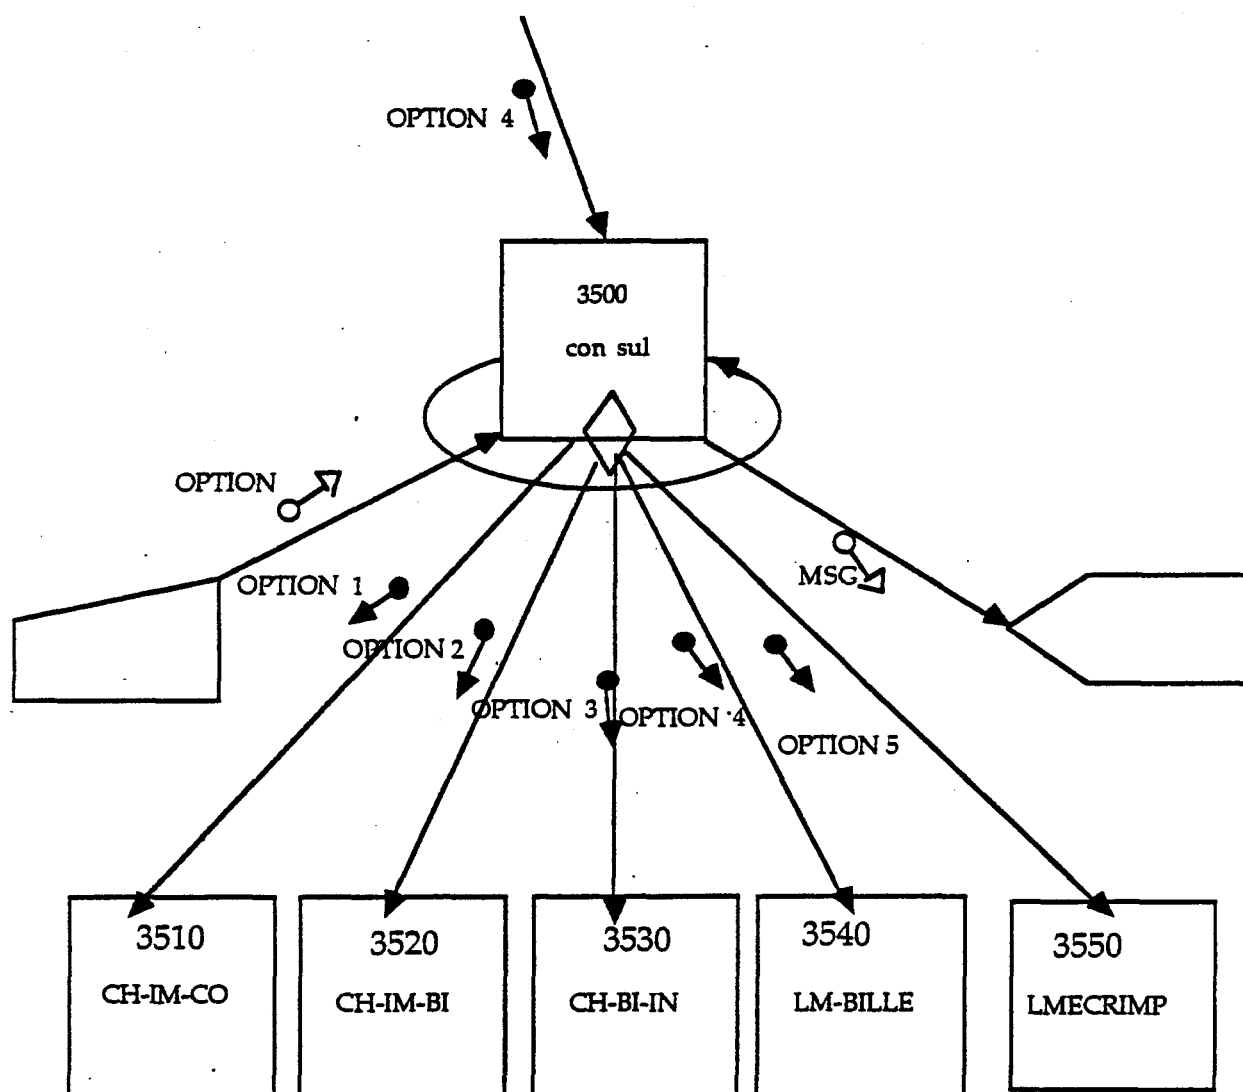 OPTION 4
3500
con sul
OPTION
MSG
OPTION 1
OPTION 2
OPTION 3
OPTION 4
OPTION 5
3510
CH-IM-CO
3520
CH-IM-BI
3530
CH-BI-IN
3540
LM-BILLE
3550
LMECRIMP